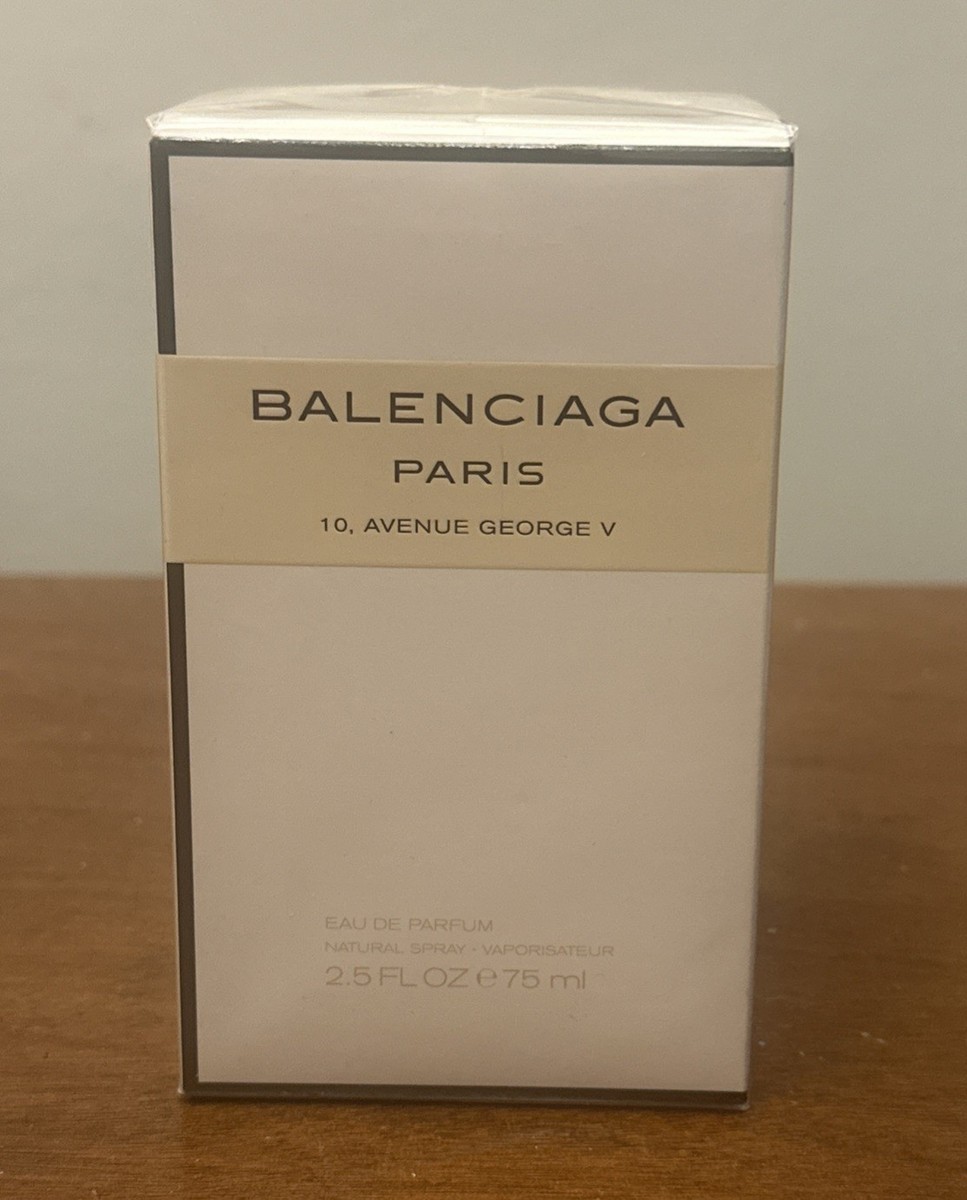 BALENCIAGA
PARIS
10, AVENUE GEORGE V
EAU DE PARFUM
NATURAL SPRAY - VAPORISATEUR
2.5 FL OZ ℮ 75 ml